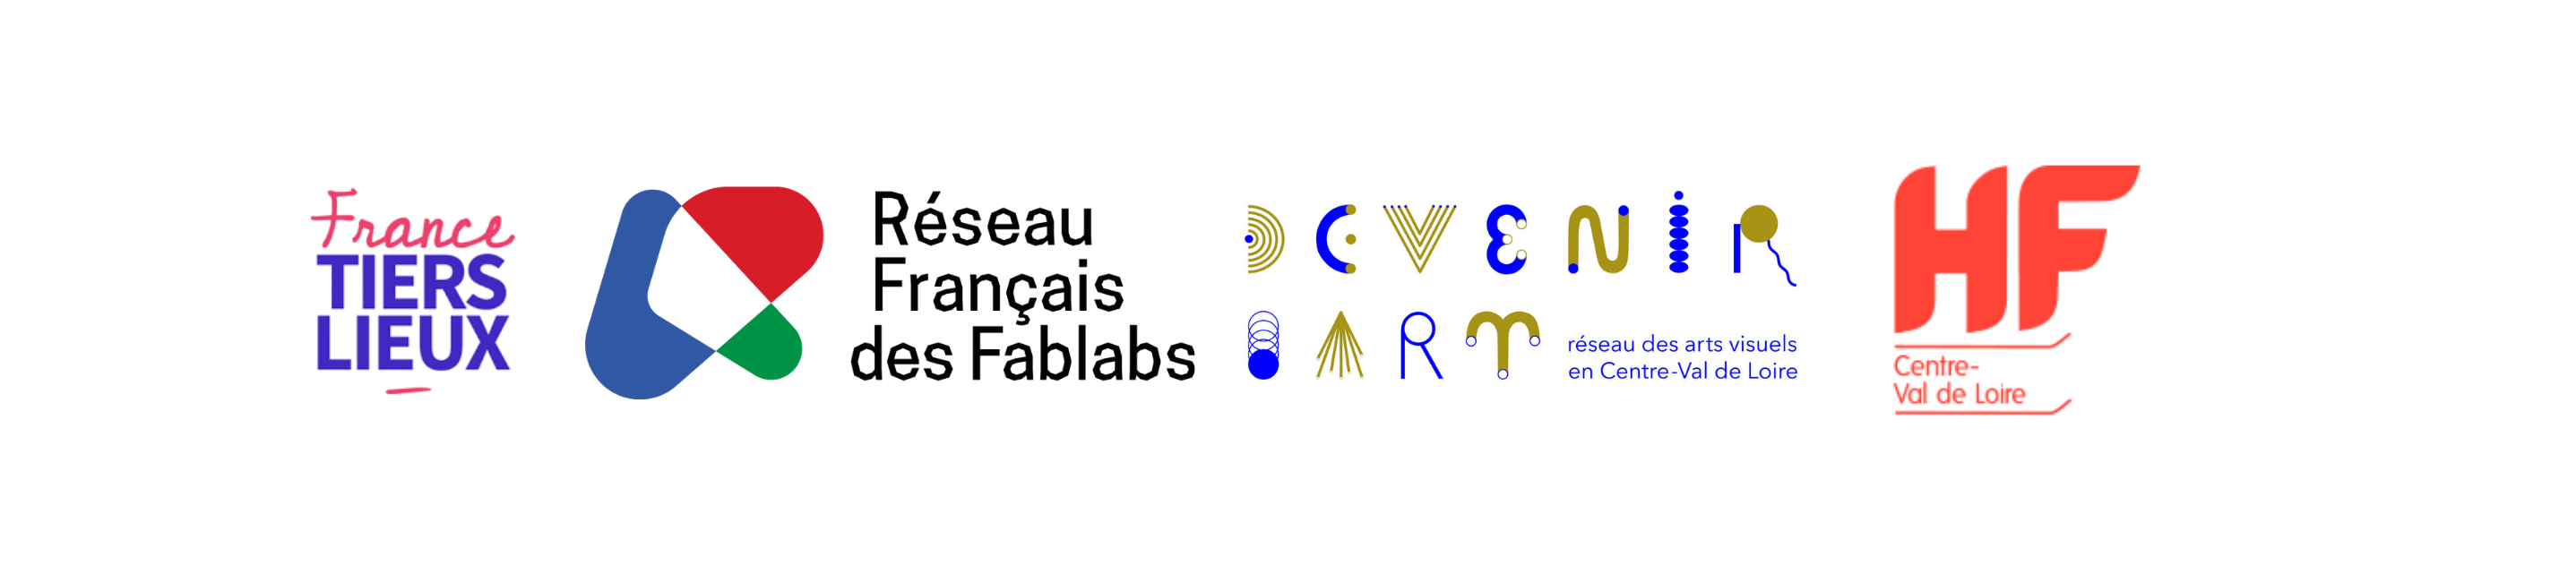 France
TIERS
LIEUX
Réseau
Français
des Fablabs
DEVENIR
ART
réseau des arts visuels
en Centre-Val de Loire
HF
Centre-
Val de Loire